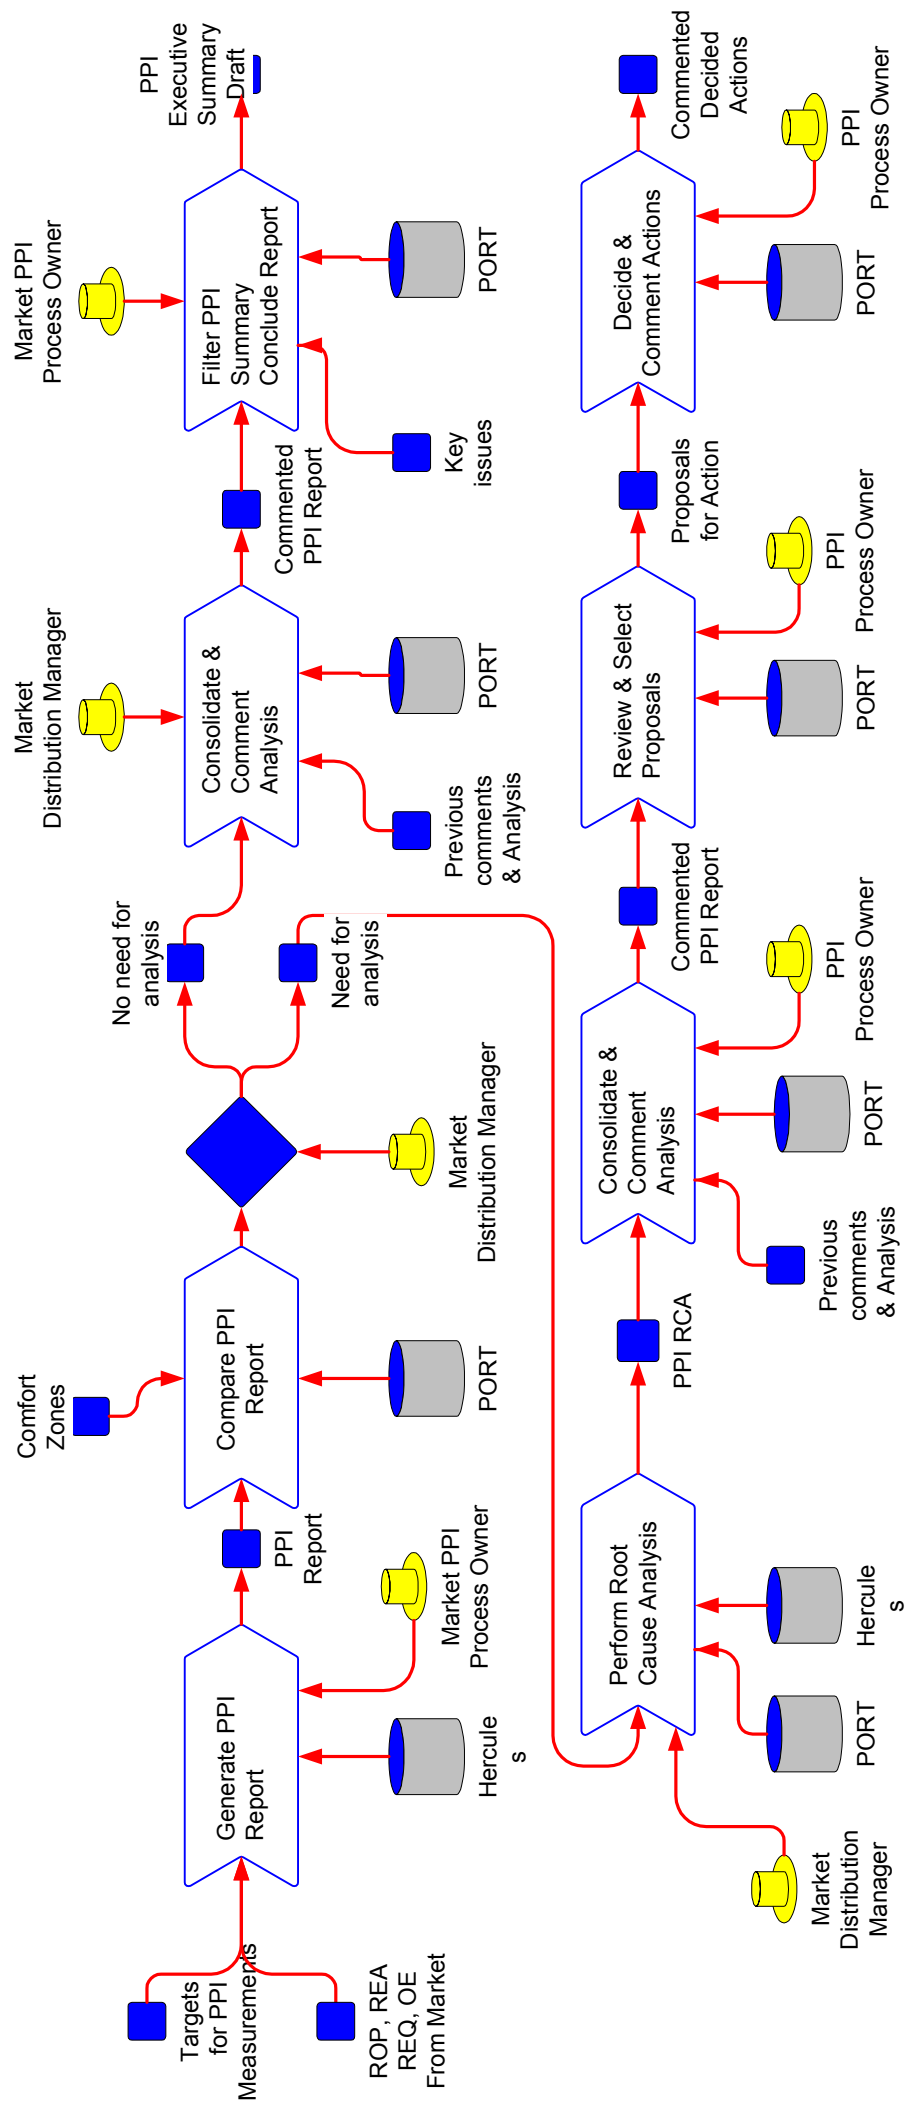 Targets
for PPI
Measurements
ROP, REA
REQ, OE
From Market
Generate PPI
Report
Hercule
s
Market PPI
Process Owner
PPI
Report
Comfort
Zones
Compare PPI
Report
PORT
Market
Distribution Manager
No need for
analysis
Need for
analysis
Market
Distribution Manager
Consolidate &
Comment
Analysis
Previous
comments
& Analysis
PORT
Commented
PPI Report
Market PPI
Process Owner
Filter PPI
Summary
Conclude Report
Key
issues
PORT
PPI
Executive
Summary
Draft
Market
Distribution
Manager
Perform Root
Cause Analysis
PORT
Hercule
s
PPI RCA
Consolidate &
Comment
Analysis
Previous
comments
& Analysis
PORT
PPI
Process Owner
Commented
PPI Report
Review & Select
Proposals
PORT
PPI
Process Owner
Proposals
for Action
Decide &
Comment Actions
PORT
PPI
Process Owner
Commented
Decided
Actions